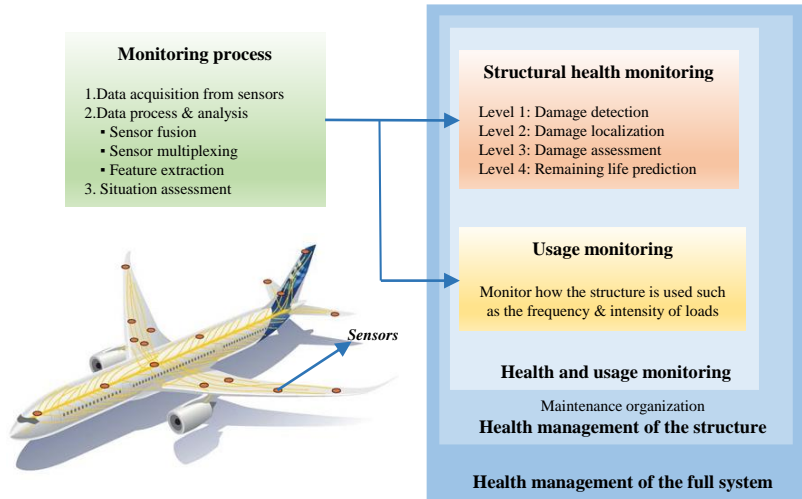 Monitoring process
1.Data acquisition from sensors
2.Data process & analysis
▪ Sensor fusion
▪ Sensor multiplexing
▪ Feature extraction
3. Situation assessment
Sensors
Structural health monitoring
Level 1: Damage detection
Level 2: Damage localization
Level 3: Damage assessment
Level 4: Remaining life prediction
Usage monitoring
Monitor how the structure is used such
as the frequency & intensity of loads
Health and usage monitoring
Maintenance organization
Health management of the structure
Health management of the full system